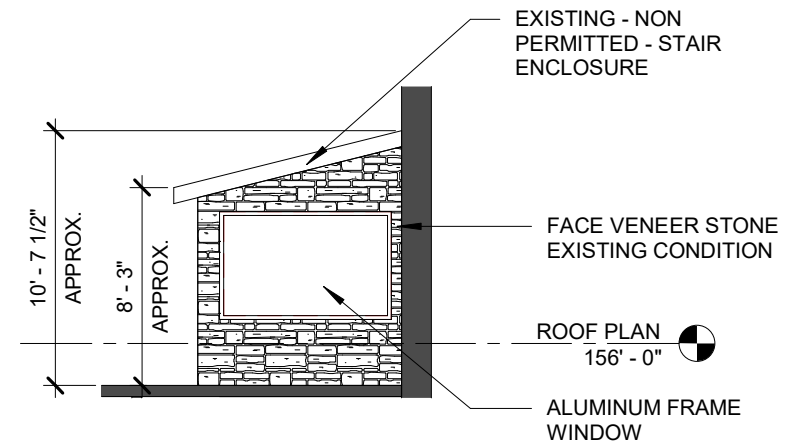 EXISTING - NON
PERMITTED - STAIR
ENCLOSURE
10' - 7 1/2"
APPROX.
8' - 3"
APPROX.
FACE VENEER STONE
EXISTING CONDITION
ROOF PLAN
156' - 0"
ALUMINUM FRAME
WINDOW